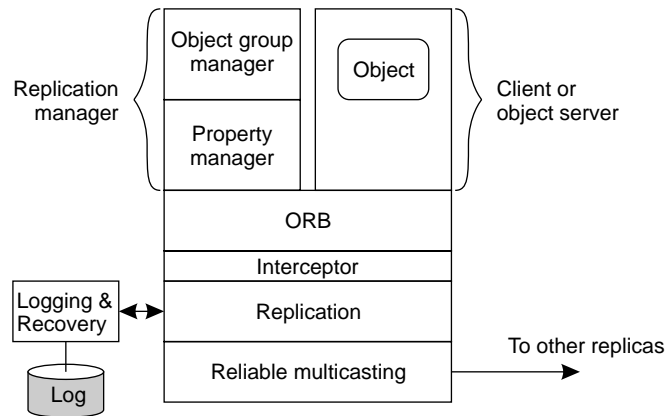 Object group
manager
Object
Replication
manager
Client or
object server
Property
manager
ORB
Interceptor
Logging &
Recovery
Replication
To other replicas
Reliable multicasting
Log